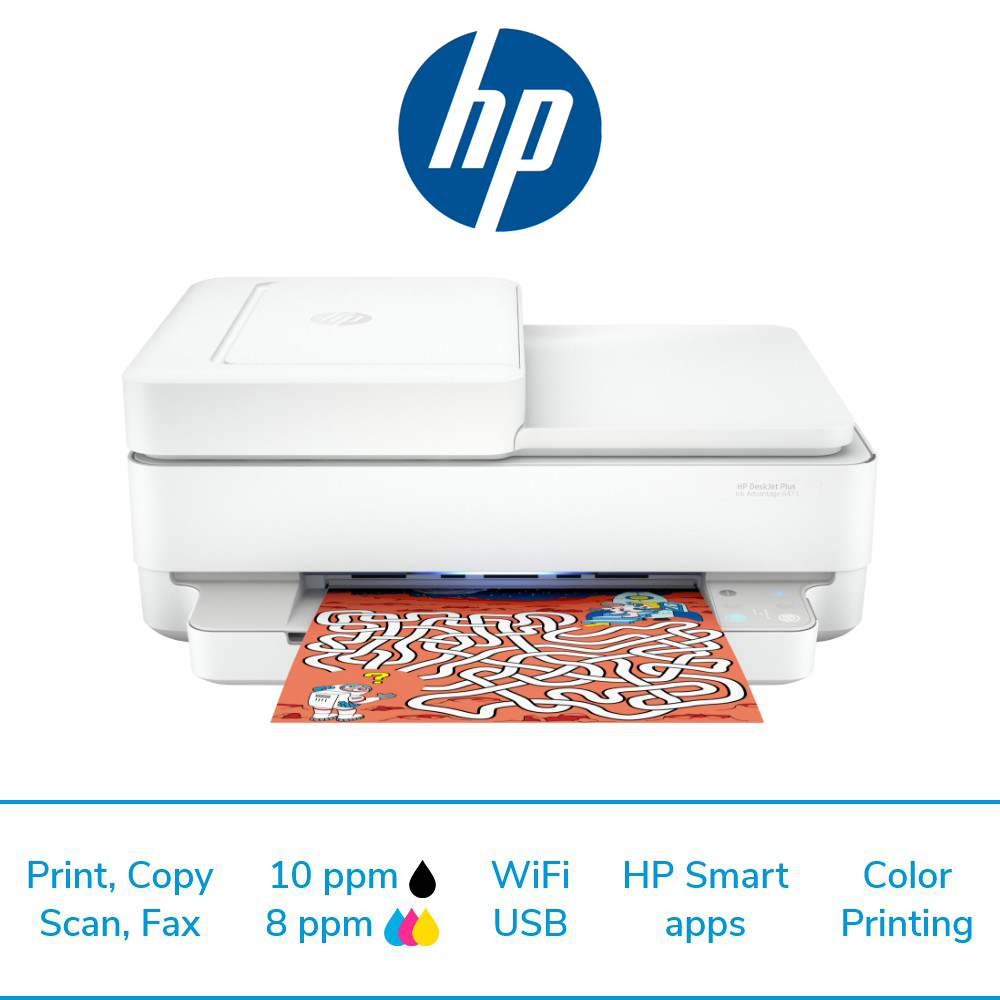 hp
hp
HP DeskJet Plus
Ink Advantage 6475
?
Print, Copy
Scan, Fax
10 ppm
8 ppm
WiFi
USB
HP Smart
apps
Color
Printing